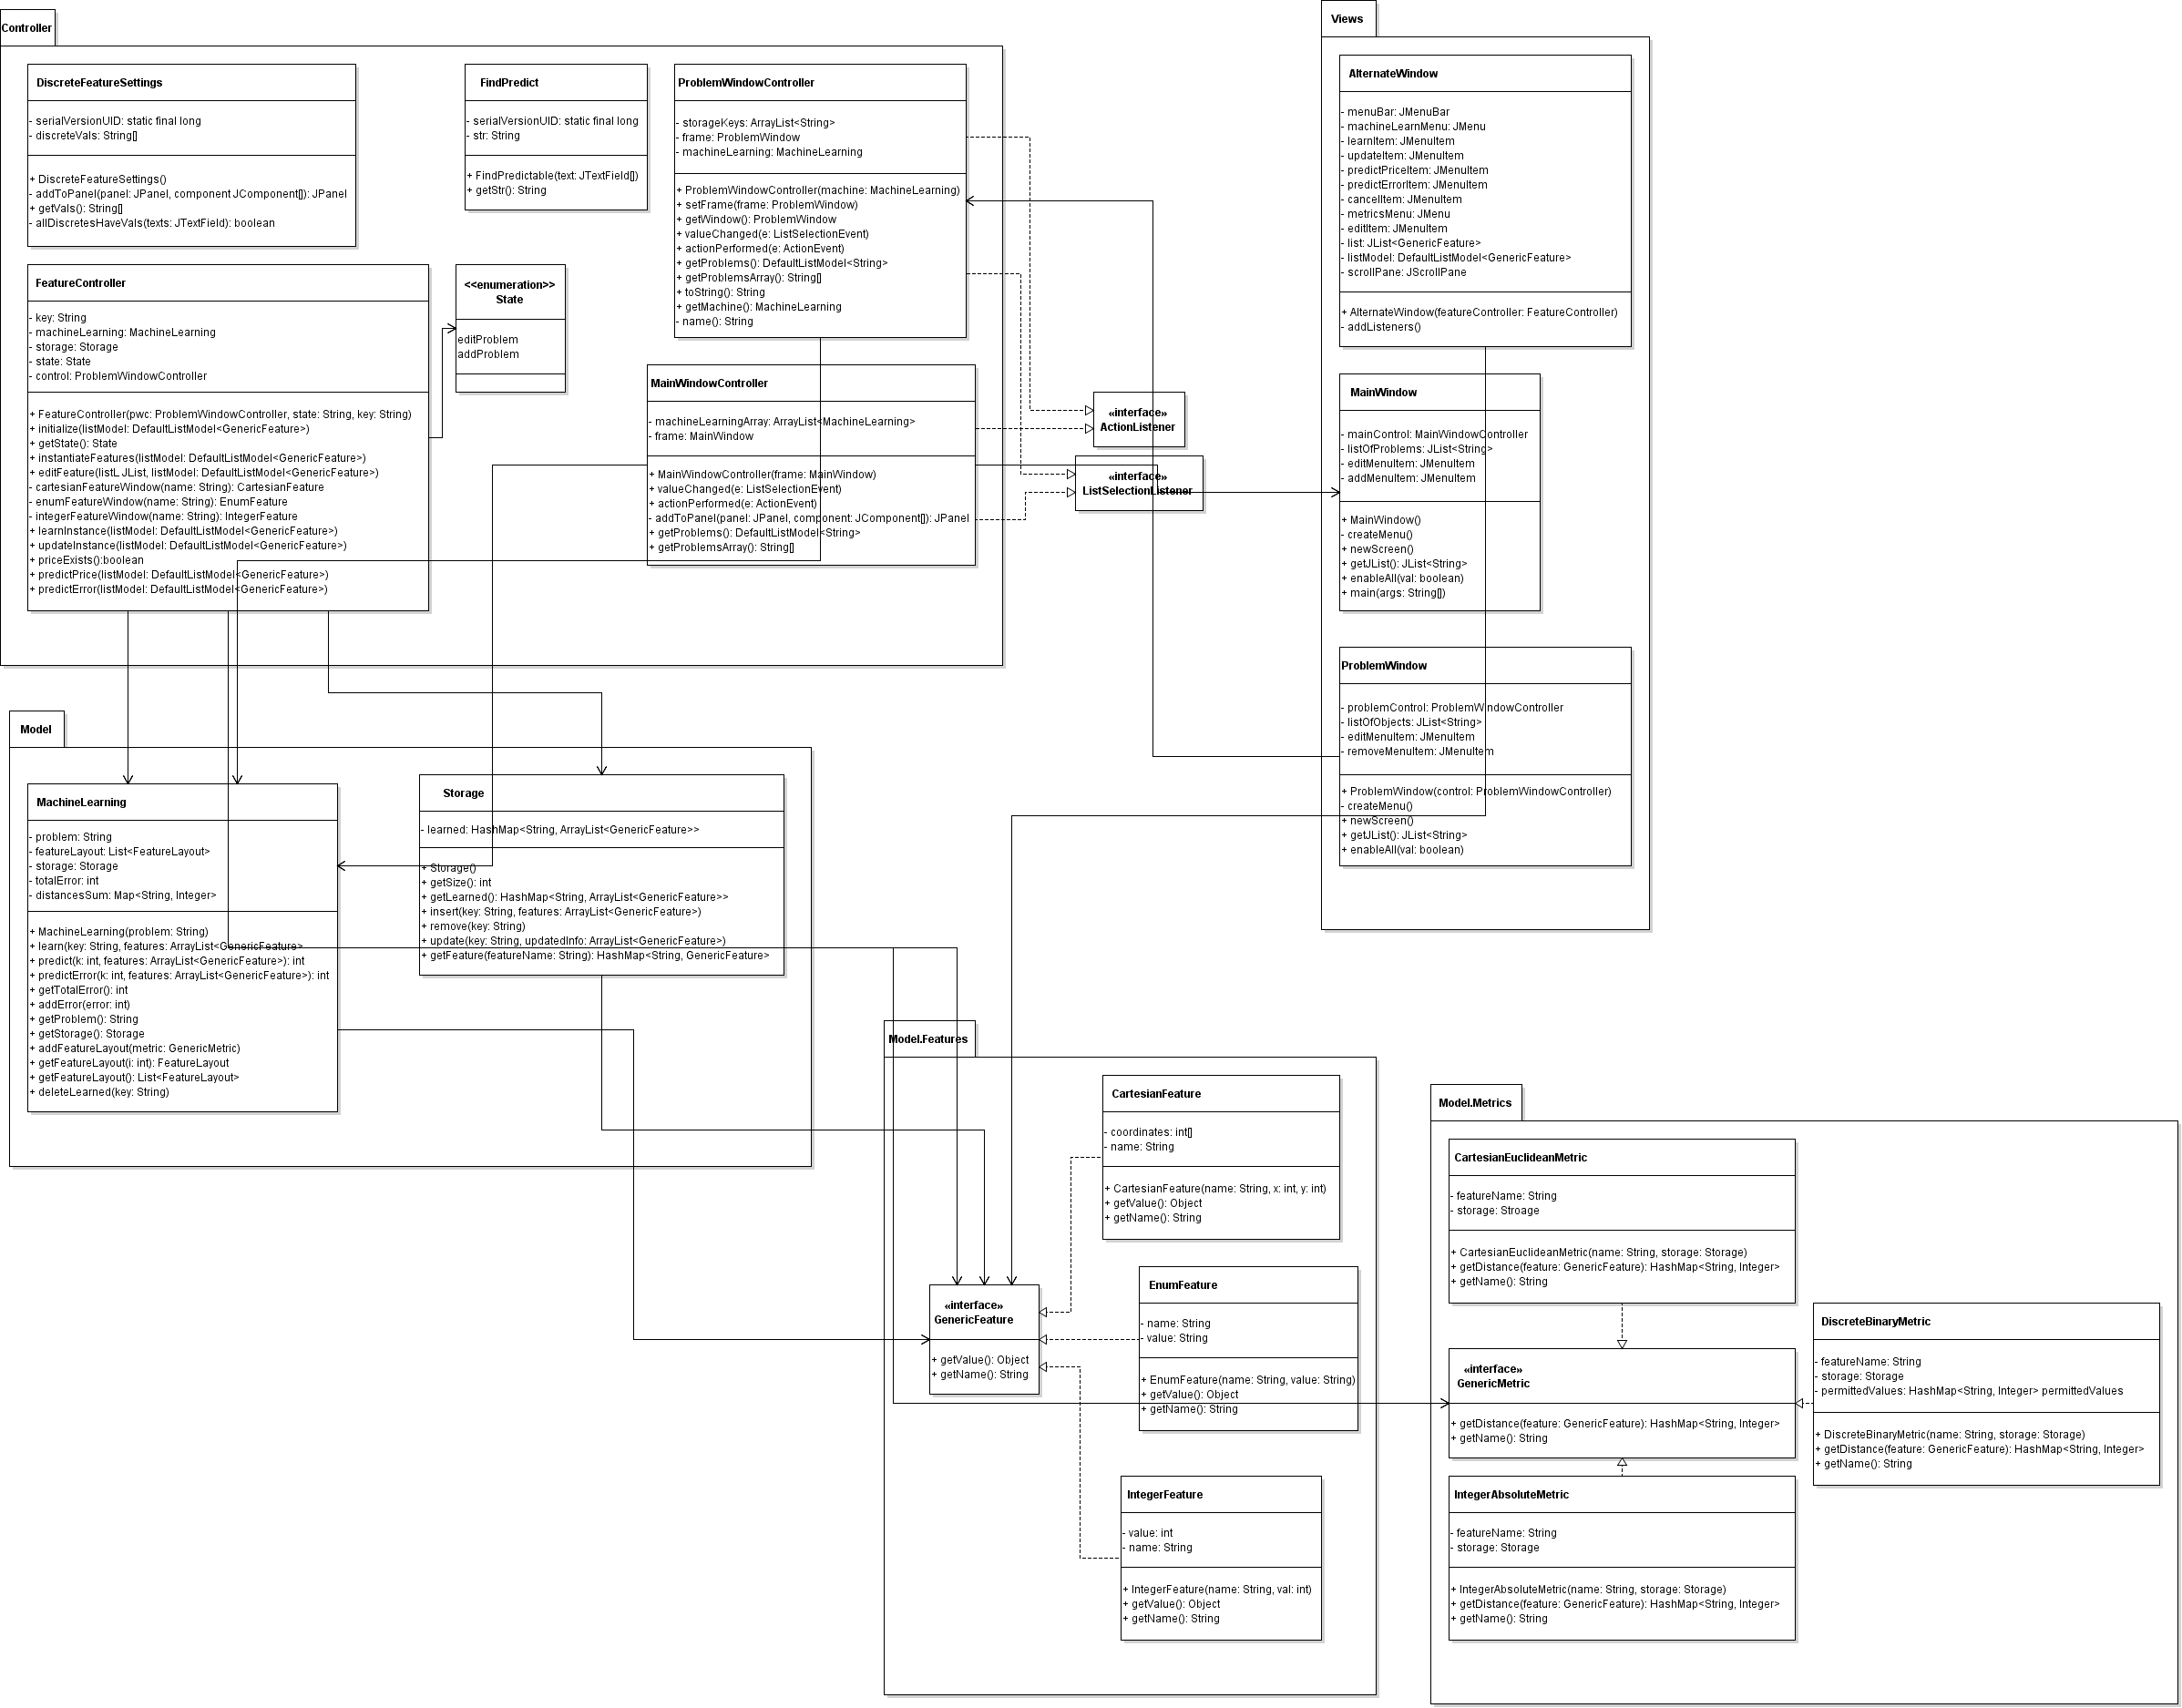 Controller
DiscreteFeatureSettings
- serialVersionUID: static final long
- discreteVals: String[]
+ DiscreteFeatureSettings()
- addToPanel(panel: JPanel, component JComponent[]): JPanel
+ getVals(): String[]
- allDiscretesHaveVals(texts: JTextField): boolean
FindPredict
- serialVersionUID: static final long
- str: String
+ FindPredictable(text: JTextField[])
+ getStr(): String
ProblemWindowController
- storageKeys: ArrayList<String>
- frame: ProblemWindow
- machineLearning: MachineLearning
+ ProblemWindowController(machine: MachineLearning)
+ setFrame(frame: ProblemWindow)
+ getWindow(): ProblemWindow
+ valueChanged(e: ListSelectionEvent)
+ actionPerformed(e: ActionEvent)
+ getProblems(): DefaultListModel<String>
+ getProblemsArray(): String[]
+ toString(): String
+ getMachine(): MachineLearning
- name(): String
FeatureController
- key: String
- machineLearning: MachineLearning
- storage: Storage
- state: State
- control: ProblemWindowController
+ FeatureController(pwc: ProblemWindowController, state: String, key: String)
+ initialize(listModel: DefaultListModel<GenericFeature>)
+ getState(): State
+ instantiateFeatures(listModel: DefaultListModel<GenericFeature>)
+ editFeature(listL JList, listModel: DefaultListModel<GenericFeature>)
- cartesianFeatureWindow(name: String): CartesianFeature
- enumFeatureWindow(name: String): EnumFeature
- integerFeatureWindow(name: String): IntegerFeature
+ learnInstance(listModel: DefaultListModel<GenericFeature>)
+ updateInstance(listModel: DefaultListModel<GenericFeature>)
+ priceExists():boolean
+ predictPrice(listModel: DefaultListModel<GenericFeature>)
+ predictError(listModel: DefaultListModel<GenericFeature>)
<<enumeration>>
State
editProblem
addProblem
MainWindowController
- machineLearningArray: ArrayList<MachineLearning>
- frame: MainWindow
+ MainWindowController(frame: MainWindow)
+ valueChanged(e: ListSelectionEvent)
+ actionPerformed(e: ActionEvent)
- addToPanel(panel: JPanel, component: JComponent[]): JPanel
+ getProblems(): DefaultListModel<String>
+ getProblemsArray(): String[]
«interface»
ActionListener
«interface»
ListSelectionListener
Views
AlternateWindow
- menuBar: JMenuBar
- machineLearnMenu: JMenu
- learnItem: JMenuItem
- updateItem: JMenuItem
- predictPriceItem: JMenuItem
- predictErrorItem: JMenuItem
- cancelItem: JMenuItem
- metricsMenu: JMenu
- editItem: JMenuItem
- list: JList<GenericFeature>
- listModel: DefaultListModel<GenericFeature>
- scrollPane: JScrollPane
+ AlternateWindow(featureController: FeatureController)
- addListeners()
MainWindow
- mainControl: MainWindowController
- listOfProblems: JList<String>
- editMenuItem: JMenuItem
- addMenuItem: JMenuItem
+ MainWindow()
- createMenu()
+ newScreen()
+ getJList(): JList<String>
+ enableAll(val: boolean)
+ main(args: String[])
ProblemWindow
- problemControl: ProblemWindowController
- listOfObjects: JList<String>
- editMenuItem: JMenuItem
- removeMenuItem: JMenuItem
+ ProblemWindow(control: ProblemWindowController)
- createMenu()
+ newScreen()
+ getJList(): JList<String>
+ enableAll(val: boolean)
Model
MachineLearning
- problem: String
- featureLayout: List<FeatureLayout>
- storage: Storage
- totalError: int
- distancesSum: Map<String, Integer>
+ MachineLearning(problem: String)
+ learn(key: String, features: ArrayList<GenericFeature>
+ predict(k: int, features: ArrayList<GenericFeature>): int
+ predictError(k: int, features: ArrayList<GenericFeature>): int
+ getTotalError(): int
+ addError(error: int)
+ getProblem(): String
+ getStorage(): Storage
+ addFeatureLayout(metric: GenericMetric)
+ getFeatureLayout(i: int): FeatureLayout
+ getFeatureLayout(): List<FeatureLayout>
+ deleteLearned(key: String)
Storage
- learned: HashMap<String, ArrayList<GenericFeature>>
+ Storage()
+ getSize(): int
+ getLearned(): HashMap<String, ArrayList<GenericFeature>>
+ insert(key: String, features: ArrayList<GenericFeature>)
+ remove(key: String)
+ update(key: String, updatedInfo: ArrayList<GenericFeature>)
+ getFeature(featureName: String): HashMap<String, GenericFeature>
Model.Features
CartesianFeature
- coordinates: int[]
- name: String
+ CartesianFeature(name: String, x: int, y: int)
+ getValue(): Object
+ getName(): String
«interface»
GenericFeature
+ getValue(): Object
+ getName(): String
EnumFeature
- name: String
- value: String
+ EnumFeature(name: String, value: String)
+ getValue(): Object
+ getName(): String
IntegerFeature
- value: int
- name: String
+ IntegerFeature(name: String, val: int)
+ getValue(): Object
+ getName(): String
Model.Metrics
CartesianEuclideanMetric
- featureName: String
- storage: Stroage
+ CartesianEuclideanMetric(name: String, storage: Storage)
+ getDistance(feature: GenericFeature): HashMap<String, Integer>
+ getName(): String
«interface»
GenericMetric
+ getDistance(feature: GenericFeature): HashMap<String, Integer>
+ getName(): String
DiscreteBinaryMetric
- featureName: String
- storage: Storage
- permittedValues: HashMap<String, Integer> permittedValues
+ DiscreteBinaryMetric(name: String, storage: Storage)
+ getDistance(feature: GenericFeature): HashMap<String, Integer>
+ getName(): String
IntegerAbsoluteMetric
- featureName: String
- storage: Storage
+ IntegerAbsoluteMetric(name: String, storage: Storage)
+ getDistance(feature: GenericFeature): HashMap<String, Integer>
+ getName(): String